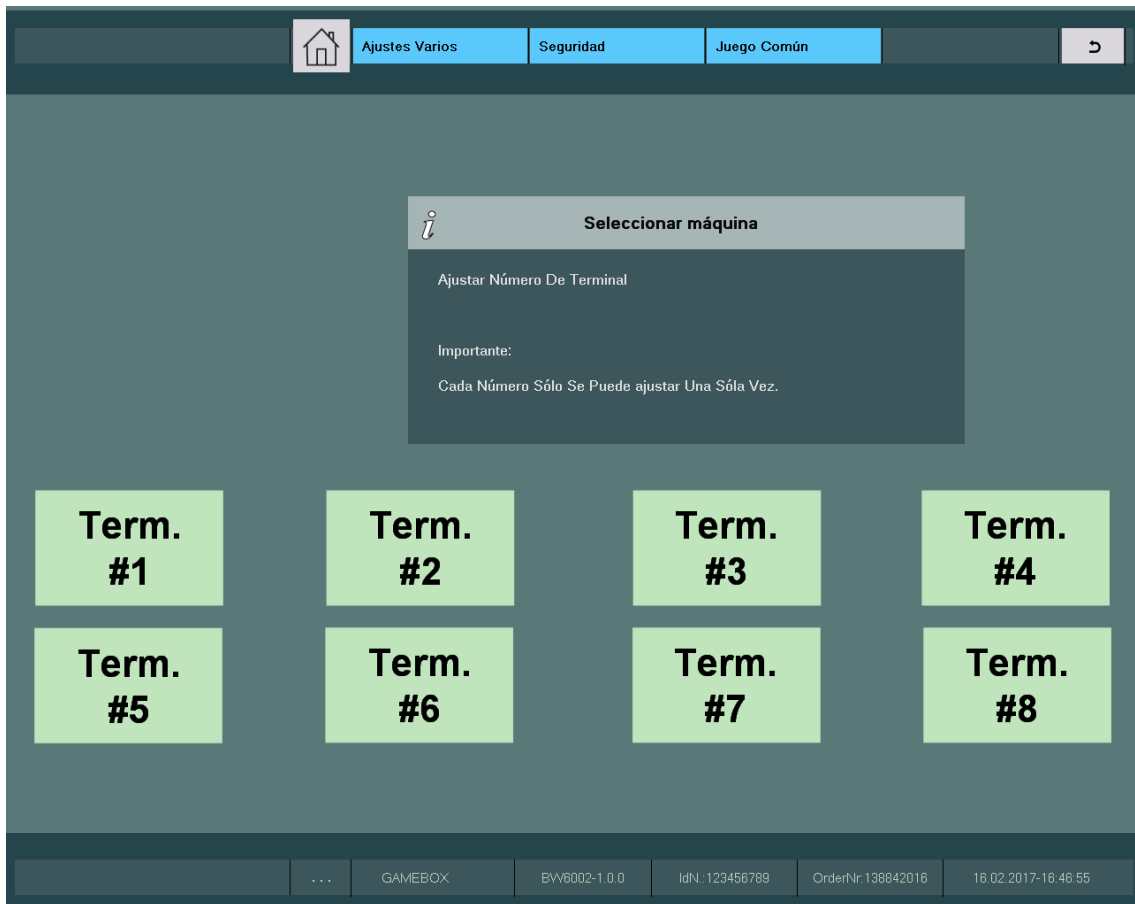 Ajustes Varios
Seguridad
Juego Común
Seleccionar máquina
Ajustar Número De Terminal
Importante:
Cada Número Sólo Se Puede ajustar Una Sóla Vez.
Term.
#1
Term.
#2
Term.
#3
Term.
#4
Term.
#5
Term.
#6
Term.
#7
Term.
#8
...
GAMEBOX
BW6002-1.0.0
IdN.:123456789
OrderNr:138842016
16.02.2017-16:46:55